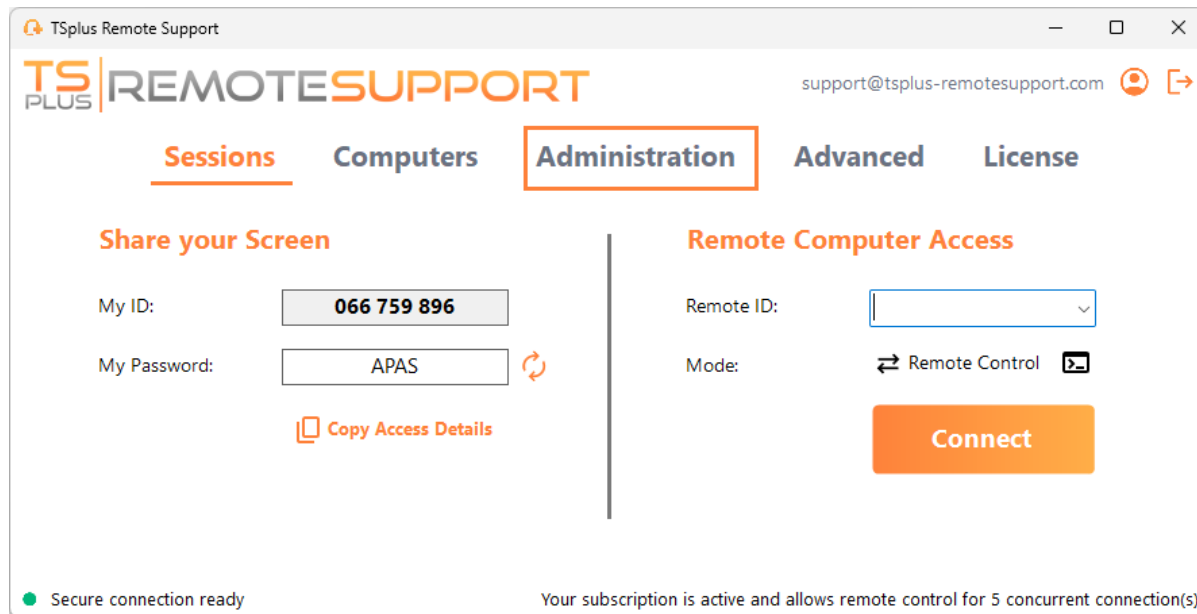 TSplus Remote Support
TS PLUS REMOTESUPPORT
support@tsplus-remotesupport.com
Sessions Computers Administration Advanced License
Share your Screen
My ID: 066 759 896
My Password: APAS
Copy Access Details
Remote Computer Access
Remote ID:
Mode: Remote Control
Connect
Secure connection ready
Your subscription is active and allows remote control for 5 concurrent connection(s)